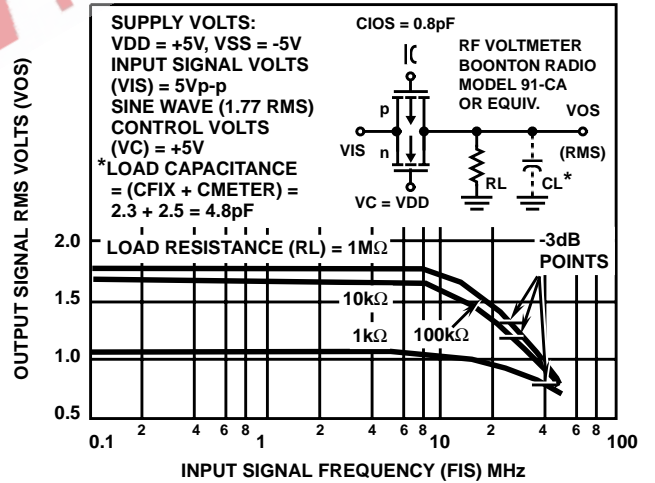 SUPPLY VOLTS:
VDD = +5V, VSS = -5V
INPUT SIGNAL VOLTS
(VIS) = 5Vp-p
SINE WAVE (1.77 RMS)
CONTROL VOLTS
(VC) = +5V
*LOAD CAPACITANCE
= (CFIX + CMETER) =
2.3 + 2.5 = 4.8pF
CIOS = 0.8pF
p
n
VIS
VC = VDD
RF VOLTMETER
BOONTON RADIO
MODEL 91-CA
OR EQUIV.
VOS
(RMS)
RL
CL*
LOAD RESISTANCE (RL) = 1MΩ
-3dB
POINTS
10kΩ
1kΩ
100kΩ
OUTPUT SIGNAL RMS VOLTS (VOS)
2.0
1.5
1.0
0.5
0.1 2 4 6 8 1 2 4 6 8 10 2 4 6 8 100
INPUT SIGNAL FREQUENCY (FIS) MHz